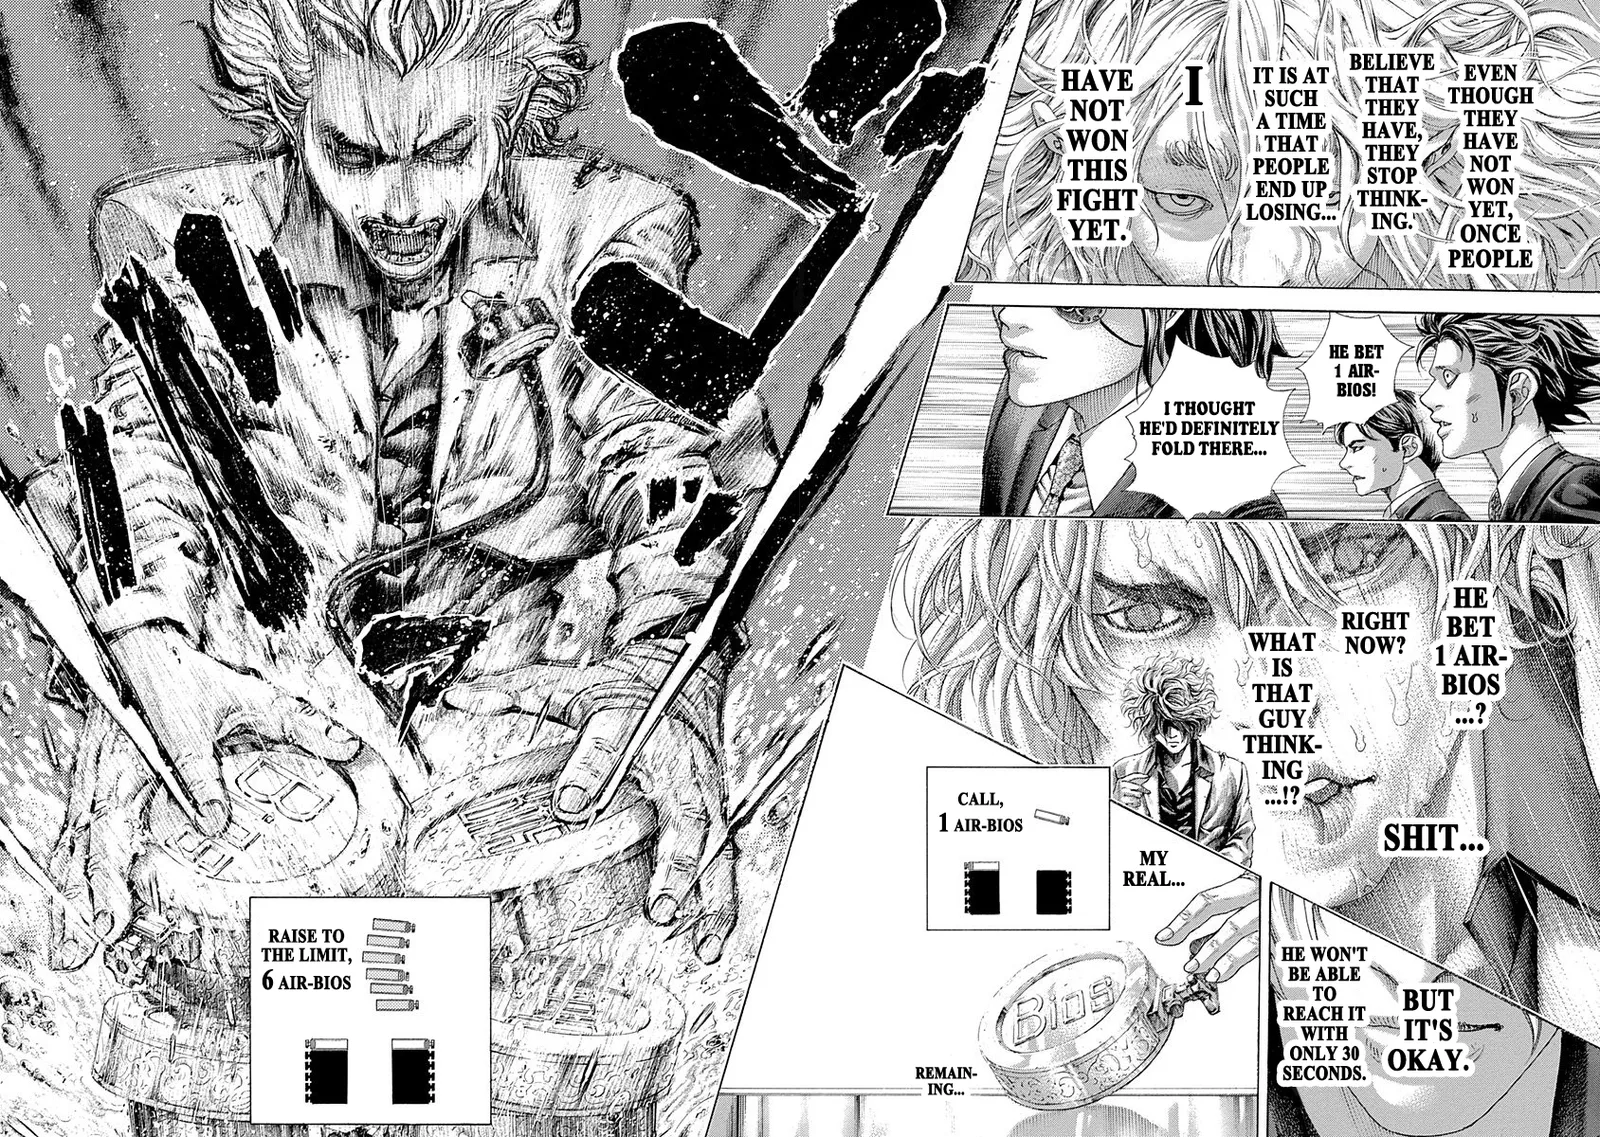 EVEN
THOUGH
THEY
HAVE
NOT
WON
YET,
ONCE
PEOPLE
BELIEVE
THAT
THEY
HAVE,
THEY
STOP
THINK-
ING.
IT IS AT
SUCH
A TIME
THAT
PEOPLE
END UP
LOSING...
I
HAVE
NOT
WON
THIS
FIGHT
YET.
HE BET
1 AIR-
BIOS!
I THOUGHT
HE'D DEFINITELY
FOLD THERE...
HE
BET
1 AIR-
BIOS
...?
RIGHT
NOW?
WHAT
IS
THAT
GUY
THINK-
ING
...!?
SHIT...
BUT
IT'S
OKAY.
HE WON'T
BE ABLE
TO
REACH IT
WITH
ONLY 30
SECONDS.
CALL,
1 AIR-BIOS
MY
REAL...
Bios
REMAIN-
ING...
RAISE TO
THE LIMIT,
6 AIR-BIOS